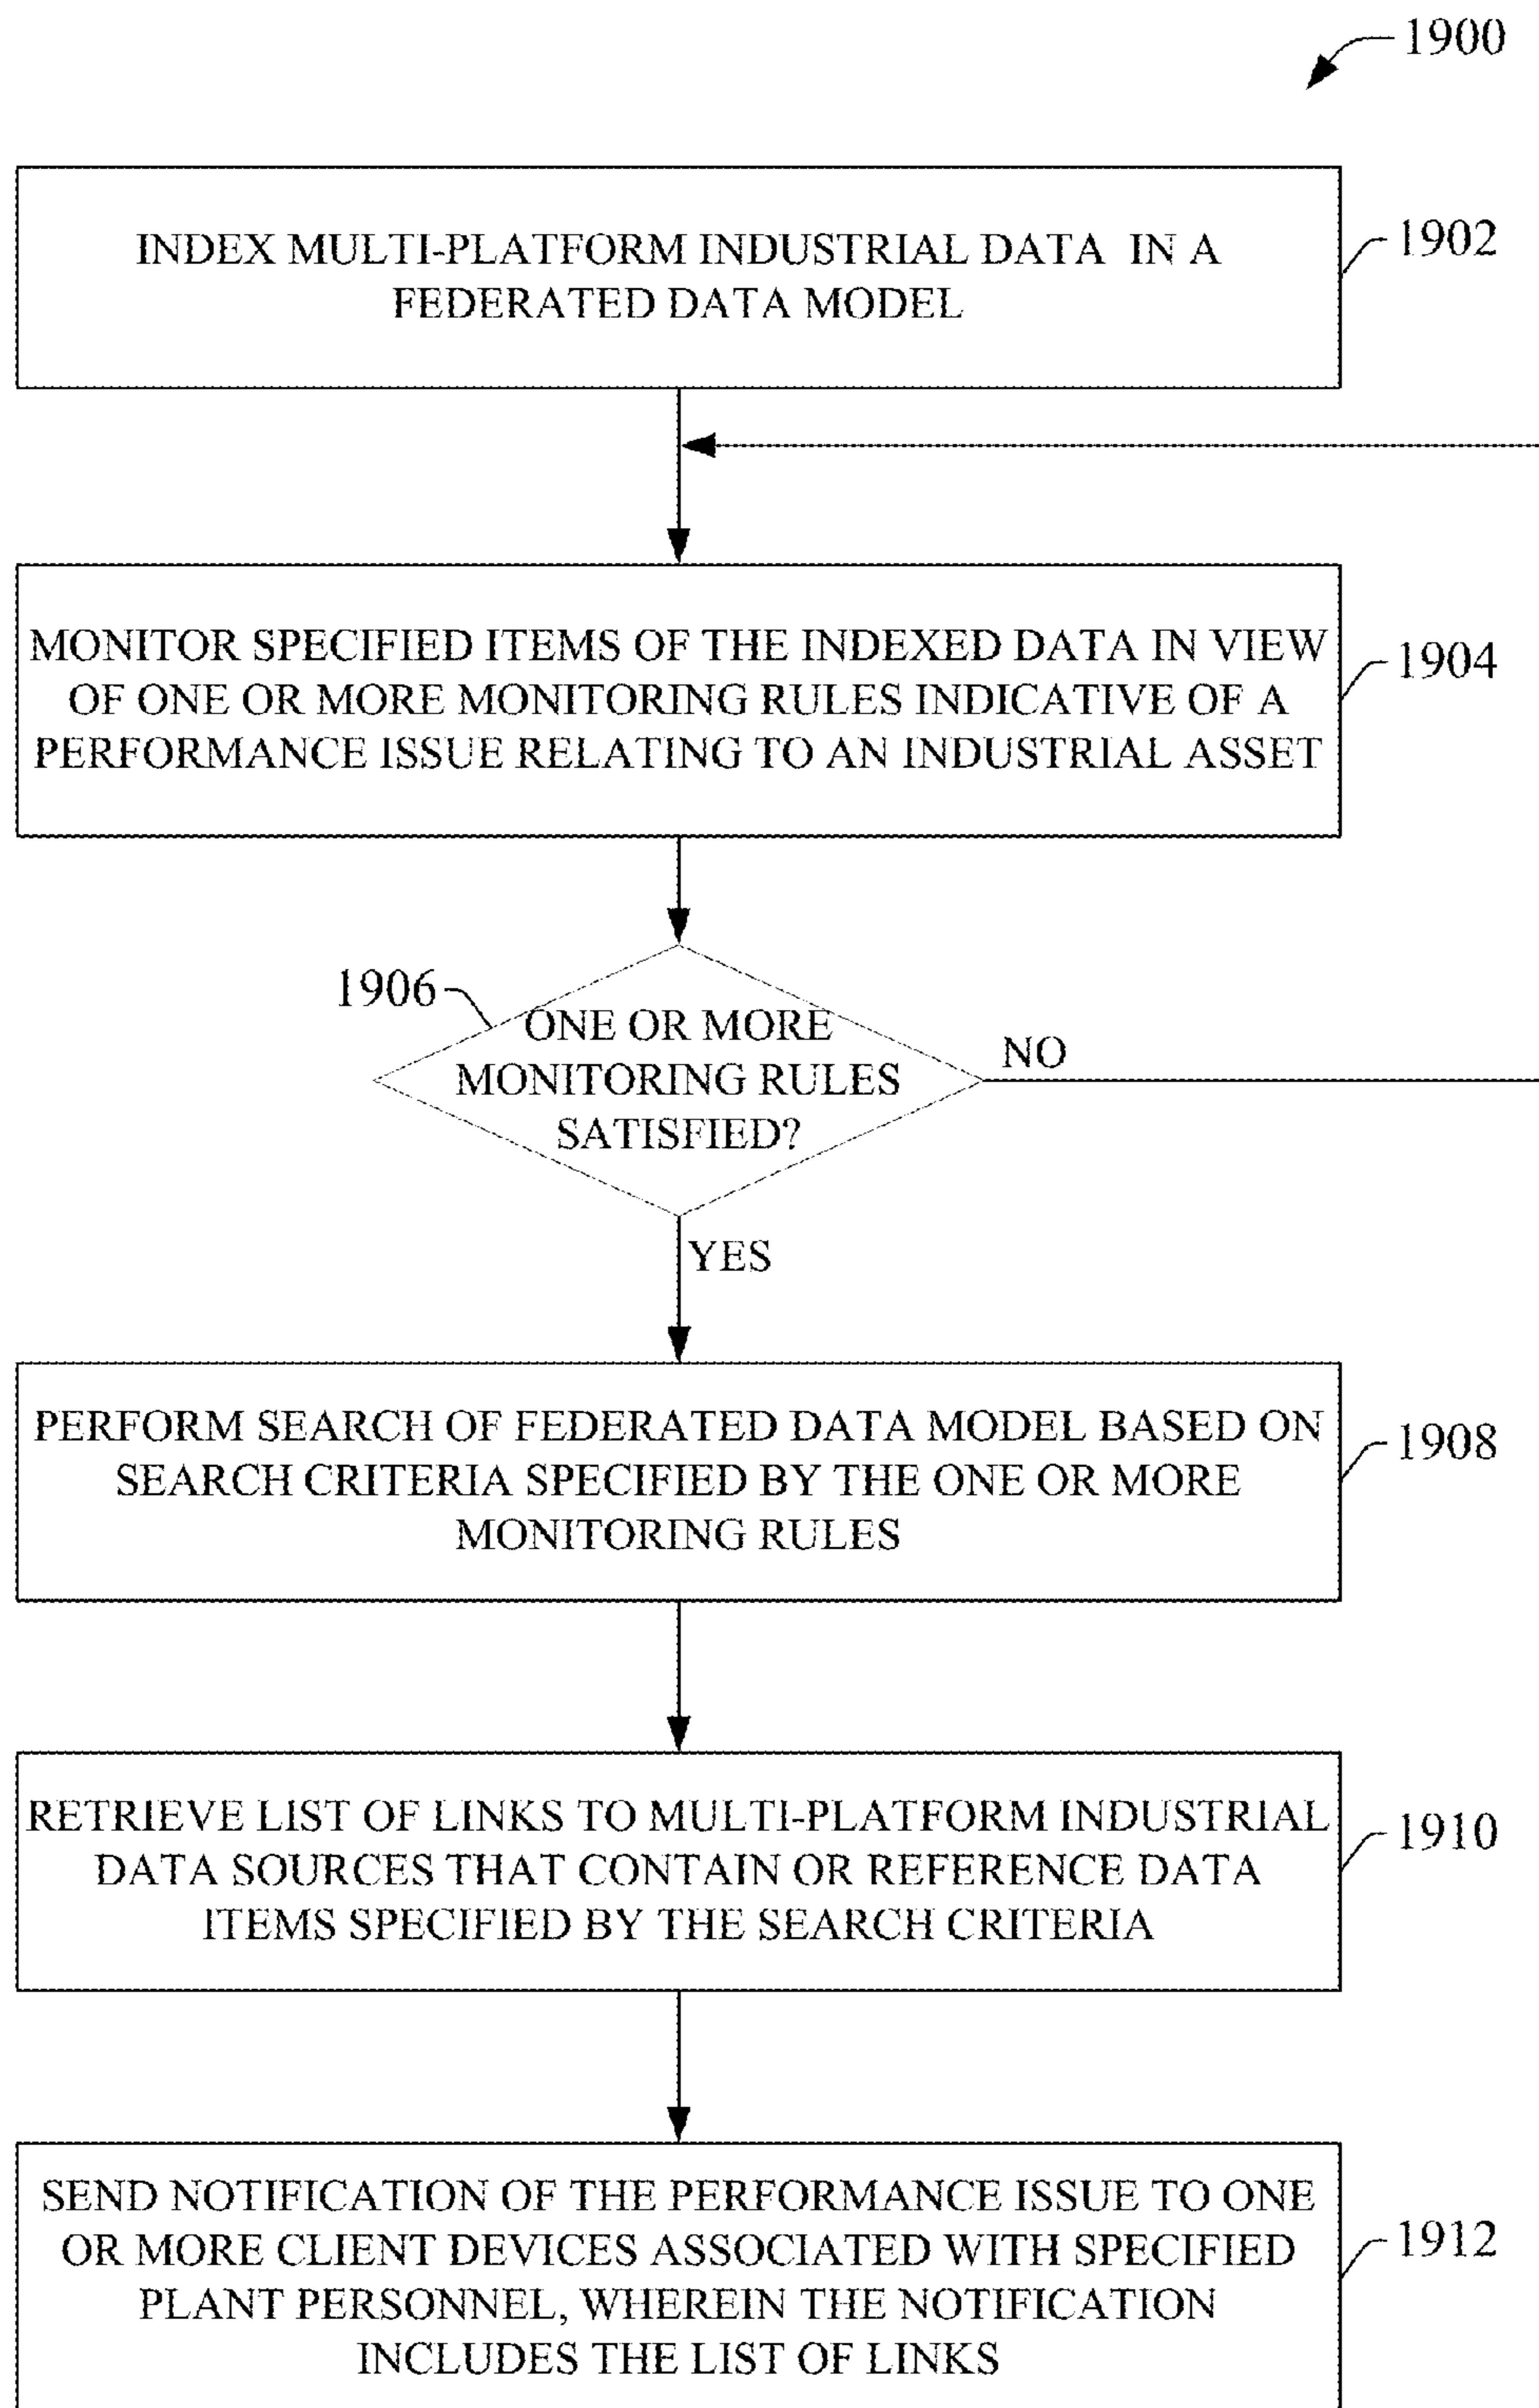 1900
INDEX MULTI-PLATFORM INDUSTRIAL DATA IN A
FEDERATED DATA MODEL
1902
MONITOR SPECIFIED ITEMS OF THE INDEXED DATA IN VIEW
OF ONE OR MORE MONITORING RULES INDICATIVE OF A
PERFORMANCE ISSUE RELATING TO AN INDUSTRIAL ASSET
1904
1906
ONE OR MORE
MONITORING RULES
SATISFIED?
NO
YES
PERFORM SEARCH OF FEDERATED DATA MODEL BASED ON
SEARCH CRITERIA SPECIFIED BY THE ONE OR MORE
MONITORING RULES
1908
RETRIEVE LIST OF LINKS TO MULTI-PLATFORM INDUSTRIAL
DATA SOURCES THAT CONTAIN OR REFERENCE DATA
ITEMS SPECIFIED BY THE SEARCH CRITERIA
1910
SEND NOTIFICATION OF THE PERFORMANCE ISSUE TO ONE
OR MORE CLIENT DEVICES ASSOCIATED WITH SPECIFIED
PLANT PERSONNEL, WHEREIN THE NOTIFICATION
INCLUDES THE LIST OF LINKS
1912